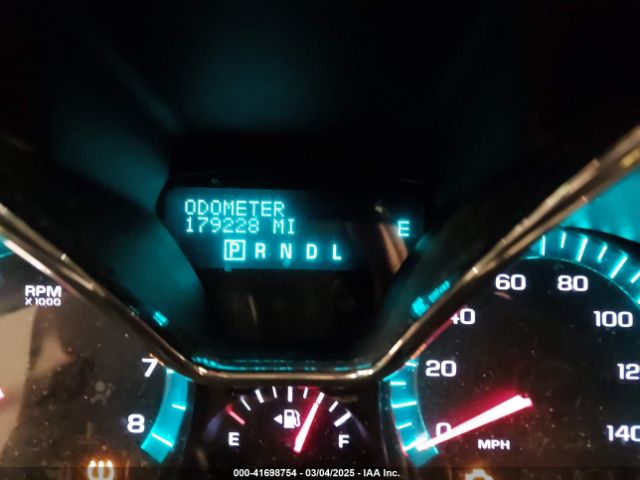 ODOMETER
179228 MI
E
P R N D L
RPM
X 1000
7
8
E
F
0
20
40
60
80
100
12
140
MPH
000-41698754 — 03/04/2025 — IAA Inc.